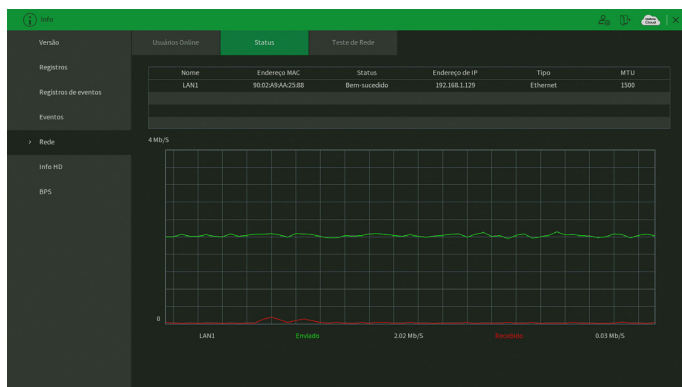 Info
Versão
Usuários Online Status Teste de Rede
Registros
Nome Endereço MAC Status Endereço de IP Tipo MTU
LAN1 90:02:A9:AA:25:88 Bem-sucedido 192.168.1.129 Ethernet 1500
Registros de eventos
Eventos
Rede
4 Mb/S
Info HD
BPS
0
LAN1 Enviado 2.02 Mb/S Recebido 0.03 Mb/S